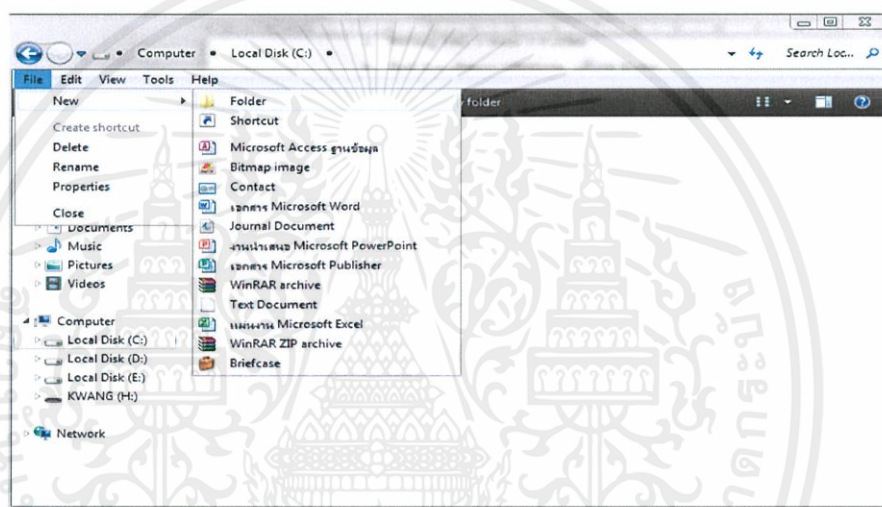 Computer • Local Disk (C:) •
Search Loc...
File Edit View Tools Help
folder
New
Create shortcut
Delete
Rename
Properties
Close
Folder
Shortcut
Microsoft Access ฐานข้อมูล
Bitmap image
Contact
เอกสาร Microsoft Word
Journal Document
งานนำเสนอ Microsoft PowerPoint
เอกสาร Microsoft Publisher
WinRAR archive
Text Document
แผ่นงาน Microsoft Excel
WinRAR ZIP archive
Briefcase
Documents
Music
Pictures
Videos
Computer
Local Disk (C:)
Local Disk (D:)
Local Disk (E:)
KWANG (H:)
Network